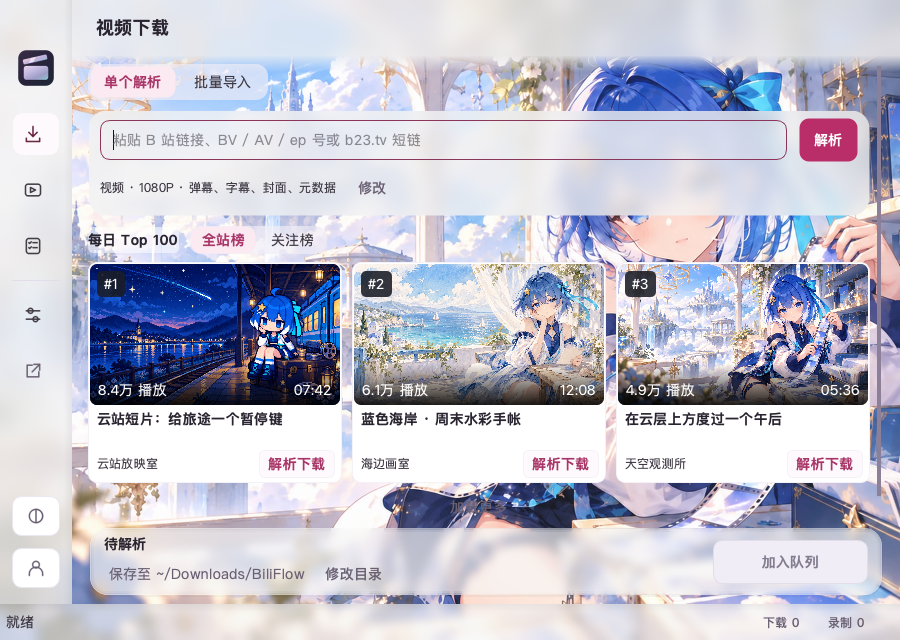 视频下载
单个解析 批量导入
粘贴 B 站链接、BV / AV / ep 号或 b23.tv 短链 解析
视频 · 1080P · 弹幕、字幕、封面、元数据 修改
每日 Top 100 全站榜 关注榜
#1 #2 #3
8.4万 播放 07:42 6.1万 播放 12:08 4.9万 播放 05:36
云站短片：给旅途一个暂停键 蓝色海岸 · 周末水彩手帐 在云层上方度过一个午后
云站放映室 解析下载 海边画室 解析下载 天空观测所 解析下载
待解析
保存至 ~/Downloads/BiliFlow 修改目录 加入队列
就绪 下载 0 录制 0